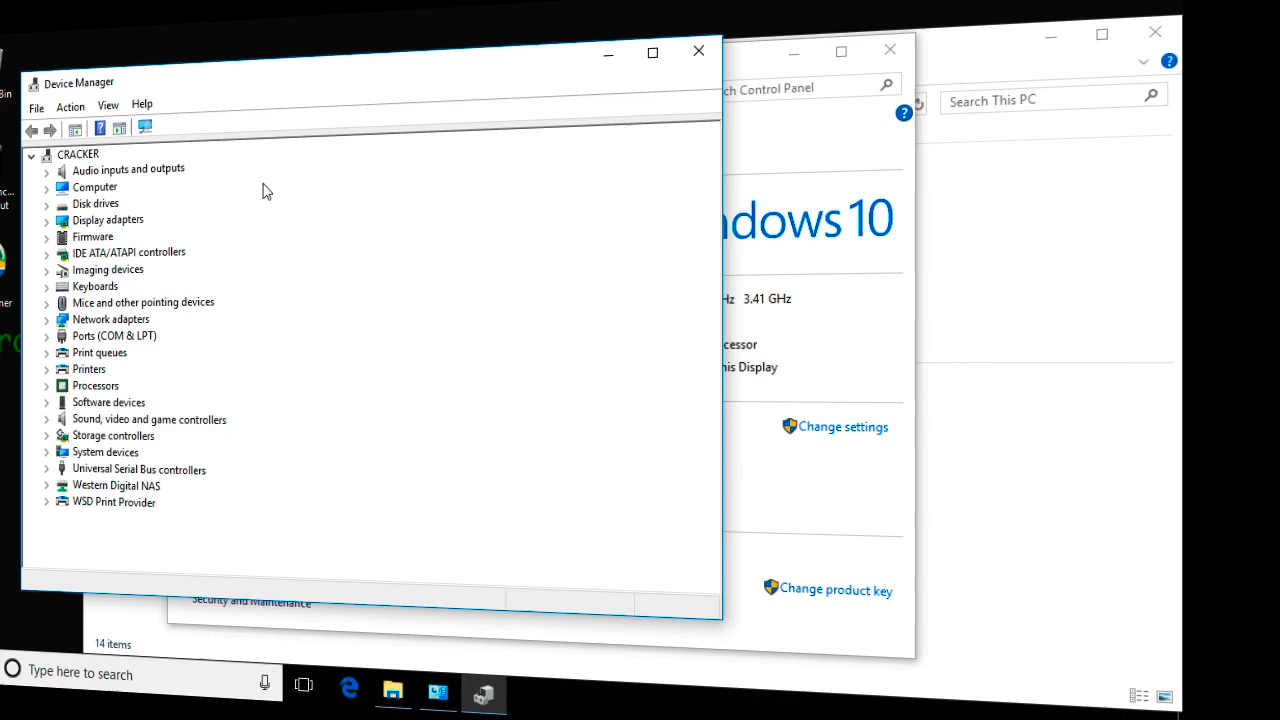 Device Manager
File Action View Help
CRACKER
Audio inputs and outputs
Computer
Disk drives
Display adapters
Firmware
IDE ATA/ATAPI controllers
Imaging devices
Keyboards
Mice and other pointing devices
Network adapters
Ports (COM & LPT)
Print queues
Printers
Processors
Software devices
Sound, video and game controllers
Storage controllers
System devices
Universal Serial Bus controllers
Western Digital NAS
WSD Print Provider
ch Control Panel
Search This PC
ndows 10
Hz 3.41 GHz
cessor
his Display
Change settings
Change product key
Security and Maintenance
14 items
Type here to search
Bin
nc...
ut
ner